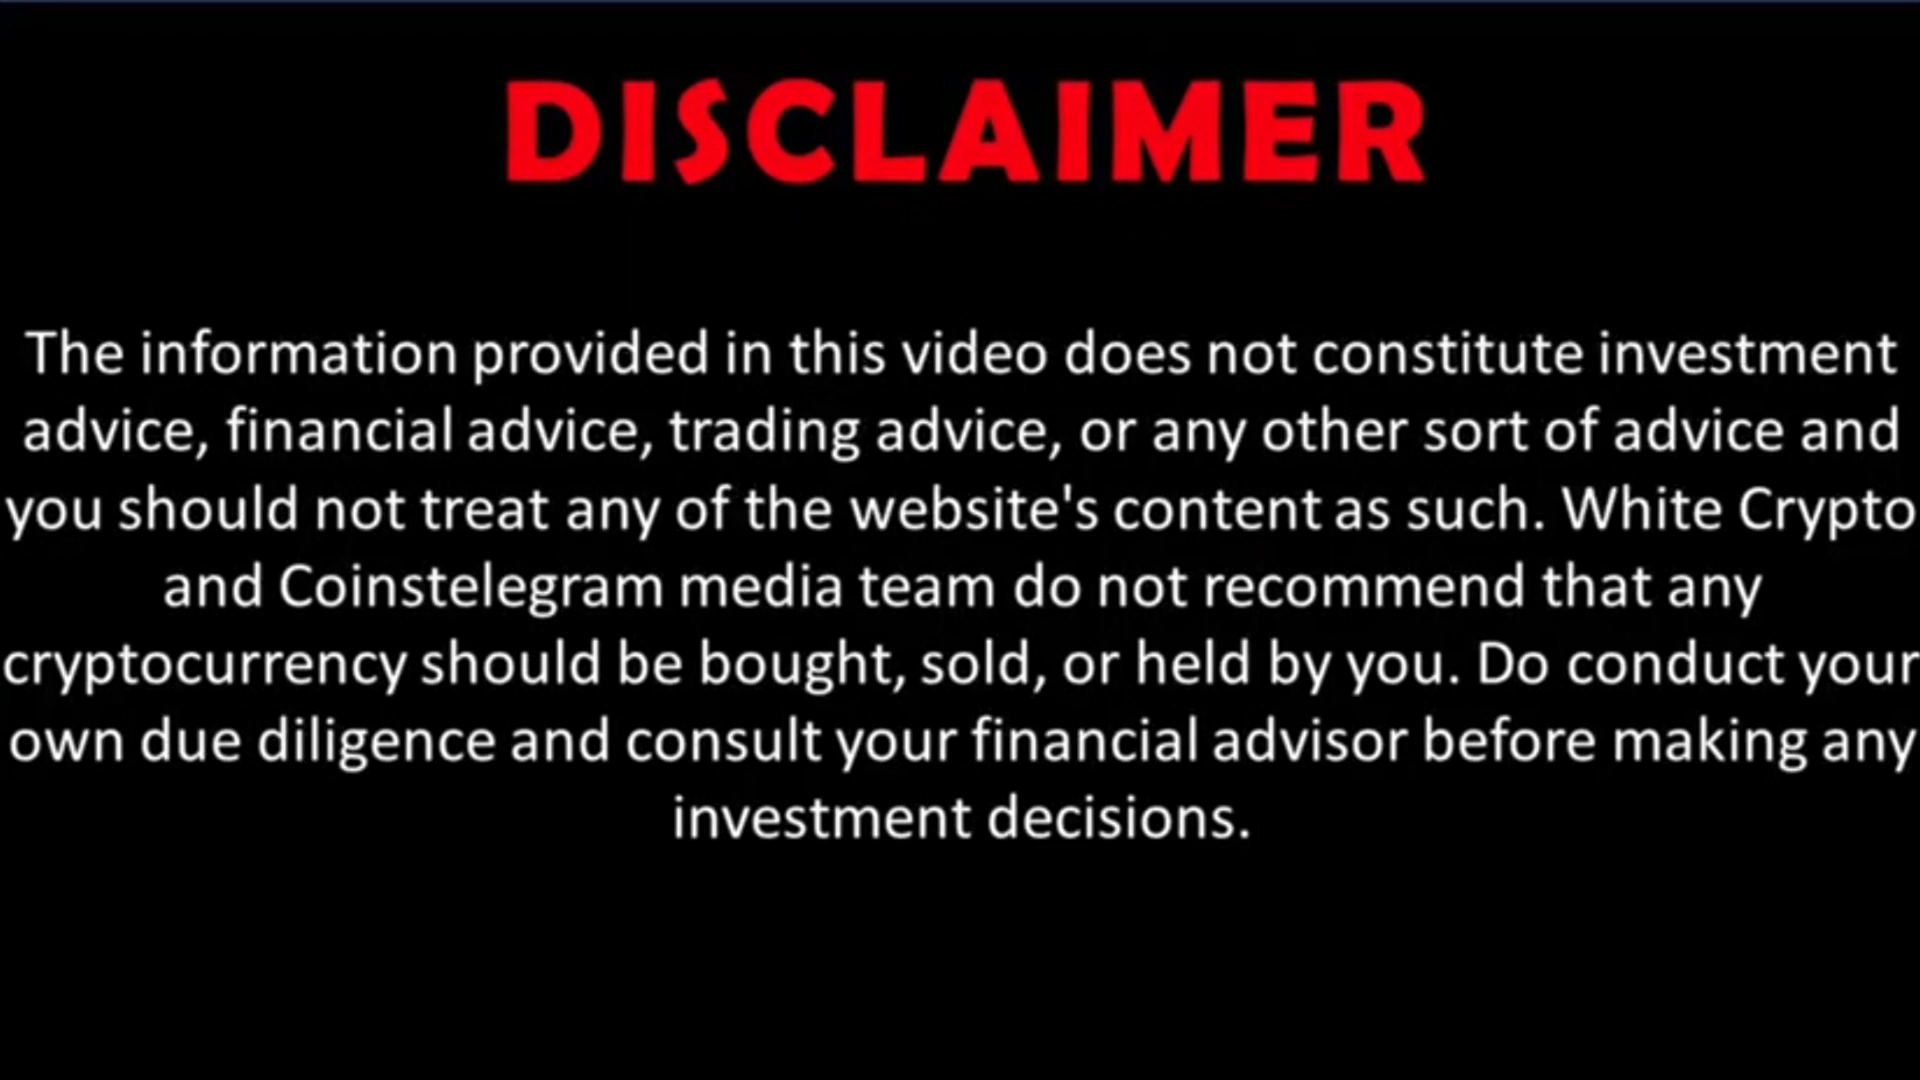 DISCLAIMER
The information provided in this video does not constitute investment
advice, financial advice, trading advice, or any other sort of advice and
you should not treat any of the website's content as such. White Crypto
and Coinstelegram media team do not recommend that any
cryptocurrency should be bought, sold, or held by you. Do conduct your
own due diligence and consult your financial advisor before making any
investment decisions.